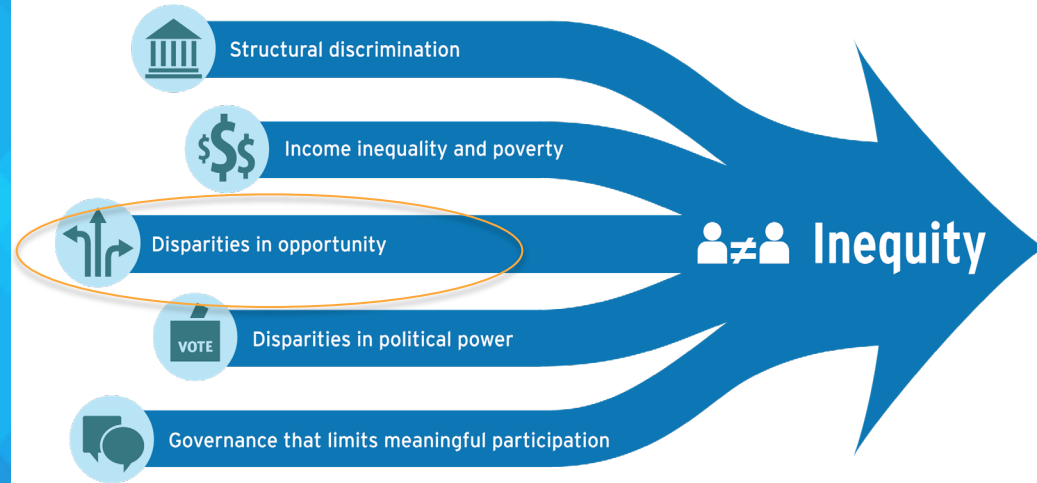 Structural discrimination
$$$
Income inequality and poverty
Disparities in opportunity
≠ Inequity
VOTE
Disparities in political power
Governance that limits meaningful participation